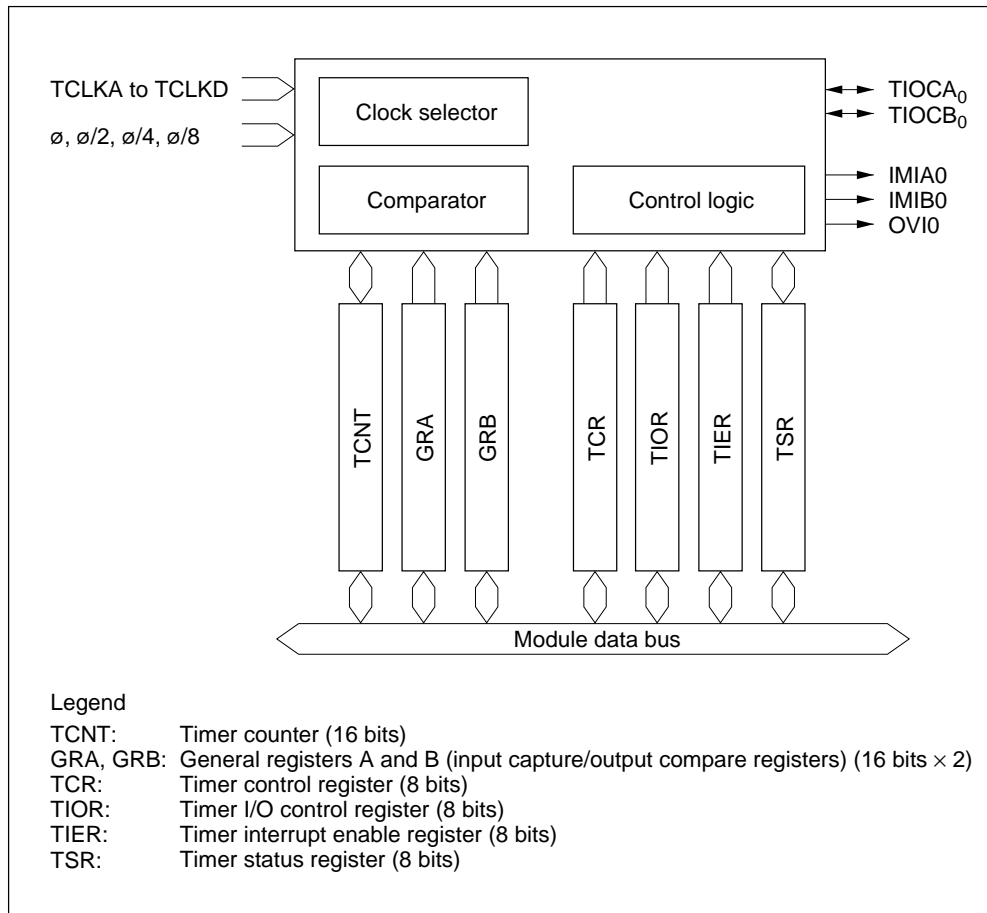 TCLKA to TCLKD
ø, ø/2, ø/4, ø/8
Clock selector
Comparator
Control logic
TIOCA0
TIOCB0
IMIA0
IMIB0
OVI0
TCNT
GRA
GRB
TCR
TIOR
TIER
TSR
Module data bus
Legend
TCNT: Timer counter (16 bits)
GRA, GRB: General registers A and B (input capture/output compare registers) (16 bits × 2)
TCR: Timer control register (8 bits)
TIOR: Timer I/O control register (8 bits)
TIER: Timer interrupt enable register (8 bits)
TSR: Timer status register (8 bits)